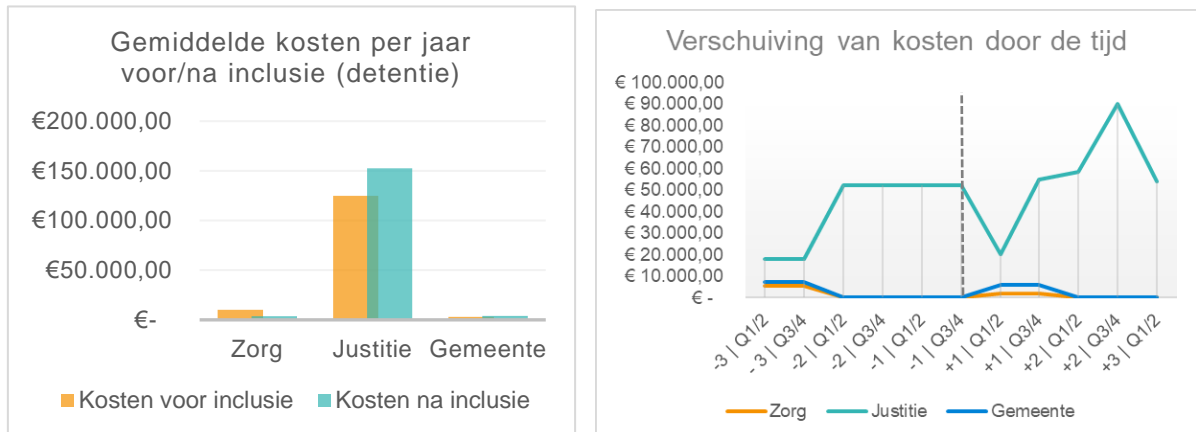 Gemiddelde kosten per jaar
voor/na inclusie (detentie)
€200.000,00
€150.000,00
€100.000,00
€50.000,00
€-
Zorg Justitie Gemeente
Kosten voor inclusie Kosten na inclusie
Verschuiving van kosten door de tijd
€ 100.000,00
€ 90.000,00
€ 80.000,00
€ 70.000,00
€ 60.000,00
€ 50.000,00
€ 40.000,00
€ 30.000,00
€ 20.000,00
€ 10.000,00
€ -
-3 | Q1/2
- 3 | Q3/4
-2 | Q1/2
-2 | Q3/4
-1 | Q1/2
-1 | Q3/4
+1 | Q1/2
+1 | Q3/4
+2 | Q1/2
+2 | Q3/4
+3 | Q1/2
Zorg Justitie Gemeente